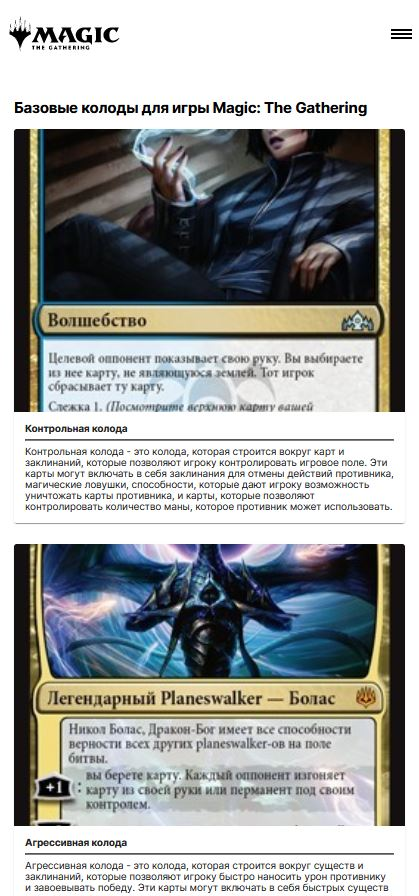 MAGIC
THE GATHERING
Базовые колоды для игры Magic: The Gathering
Волшебство
Целевой оппонент показывает свою руку. Вы выбираете
из нее карту, не являющуюся землей. Тот игрок
сбрасывает ту карту.
Слежка 1. (Посмотрите верхнюю карту вашей
Контрольная колода
Контрольная колода - это колода, которая строится вокруг карт и
заклинаний, которые позволяют игроку контролировать игровое поле. Эти
карты могут включать в себя заклинания для отмены действий противника,
магические ловушки, способности, которые дают игроку возможность
уничтожать карты противника, и карты, которые позволяют
контролировать количество маны, которое противник может использовать.
Легендарный Planeswalker — Болас
Никол Болас, Дракон-Бог имеет все способности
верности всех других planeswalker-ов на поле
битвы.
+1 : вы берете карту. Каждый оппонент изгоняет
карту из своей руки или перманент под своим
контролем.
Агрессивная колода
Агрессивная колода - это колода, которая строится вокруг существ и
заклинаний, которые позволяют игроку быстро наносить урон противнику
и завоевывать победу. Эти карты могут включать в себя быстрых существ